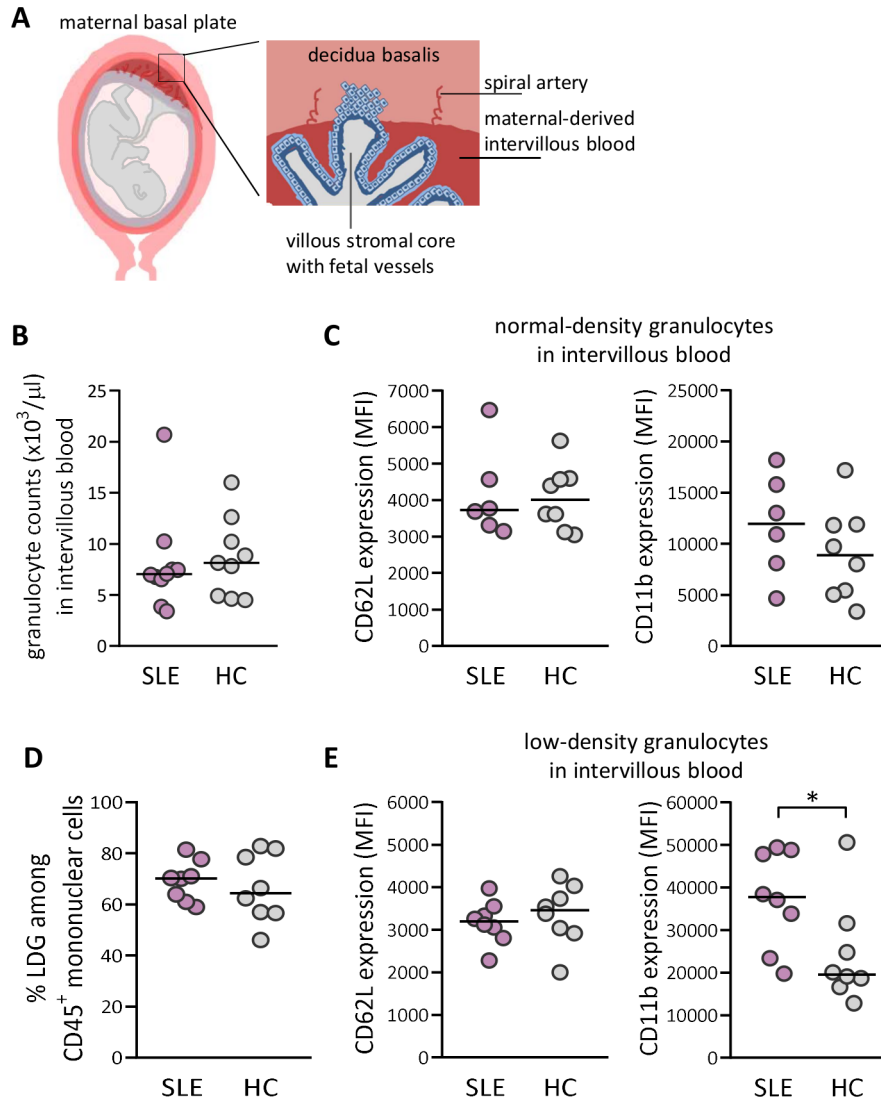 A
maternal basal plate
decidua basalis
spiral artery
maternal-derived
intervillous blood
villous stromal core
with fetal vessels
B
granulocyte counts (x10³/µl)
in intervillous blood
25
20
15
10
5
0
SLE
HC
C
normal-density granulocytes
in intervillous blood
CD62L expression (MFI)
7000
6000
5000
4000
3000
2000
1000
0
SLE
HC
CD11b expression (MFI)
25000
20000
15000
10000
5000
0
SLE
HC
D
% LDG among
CD45⁺ mononuclear cells
100
80
60
40
20
0
SLE
HC
E
low-density granulocytes
in intervillous blood
CD62L expression (MFI)
6000
5000
4000
3000
2000
1000
0
SLE
HC
CD11b expression (MFI)
60000
50000
40000
30000
20000
10000
0
*
SLE
HC